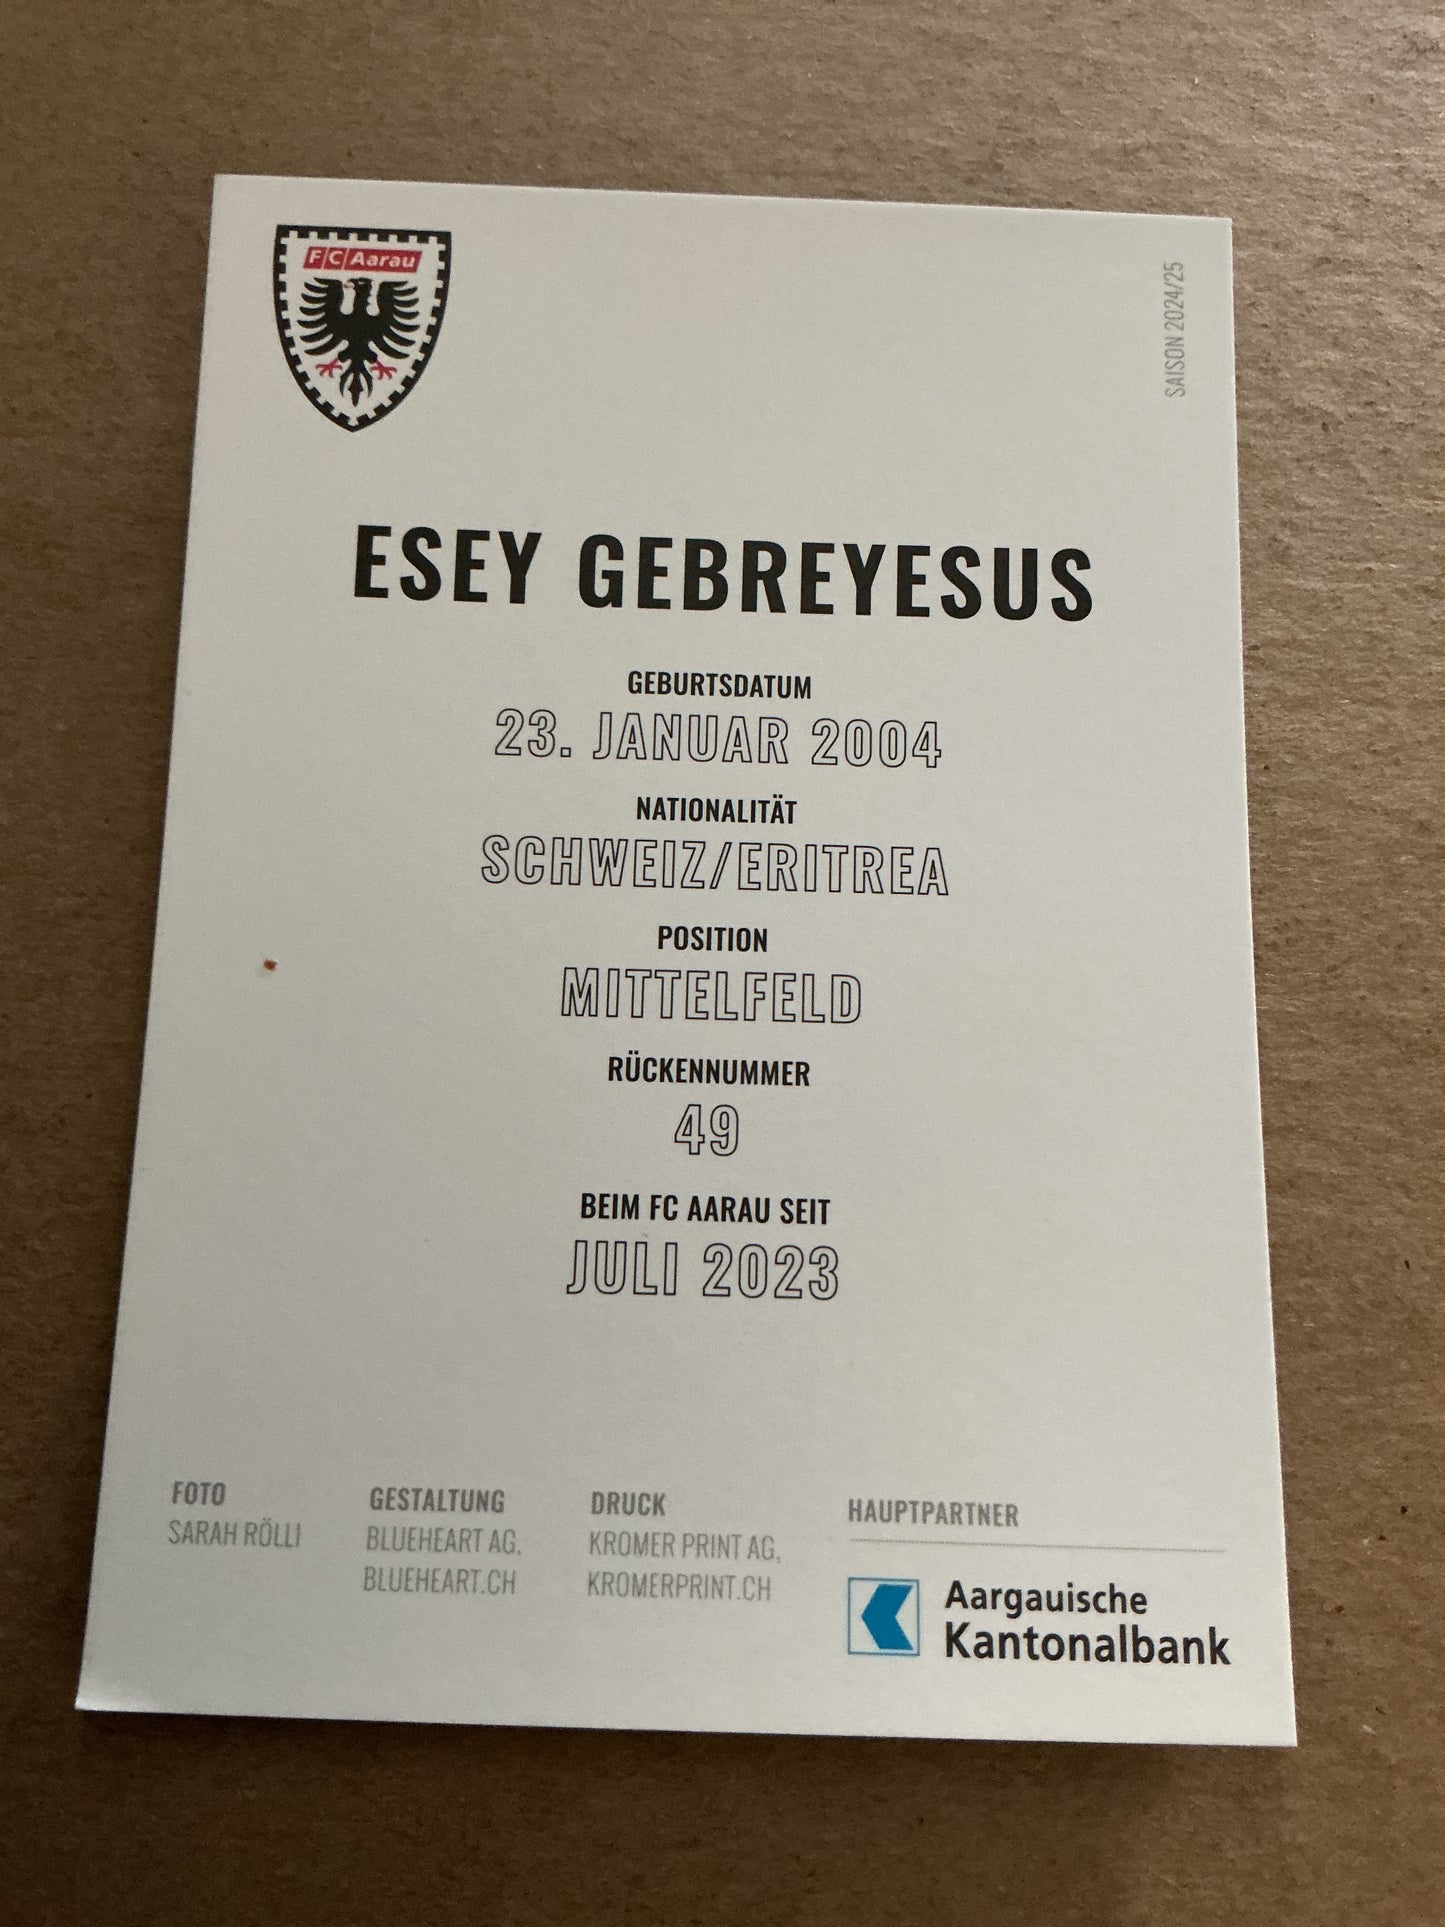 FC Aarau
SAISON 2024/25
ESEY GEBREYESUS
GEBURTSDATUM
23. JANUAR 2004
NATIONALITÄT
SCHWEIZ/ERITREA
POSITION
MITTELFELD
RÜCKENNUMMER
49
BEIM FC AARAU SEIT
JULI 2023
FOTO
SARAH RÖLLI
GESTALTUNG
BLUEHEART AG,
BLUEHEART.CH
DRUCK
KROMER PRINT AG,
KROMERPRINT.CH
HAUPTPARTNER
Aargauische
Kantonalbank